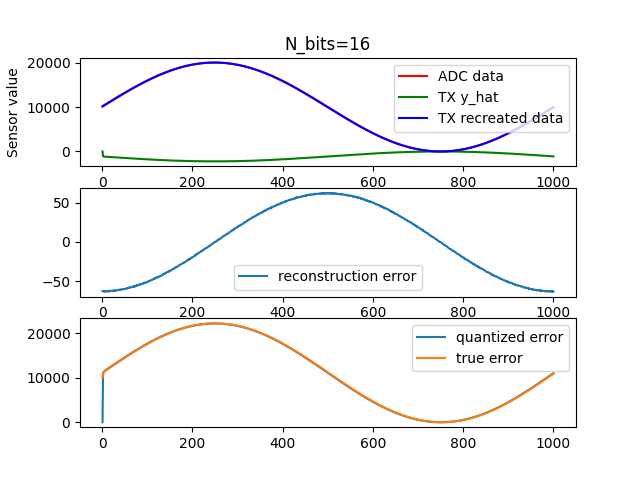 N_bits=16
Sensor value
20000
10000
0
ADC data
TX y_hat
TX recreated data
0 200 400 600 800 1000
50
0
−50
reconstruction error
0 200 400 600 800 1000
20000
10000
0
quantized error
true error
0 200 400 600 800 1000